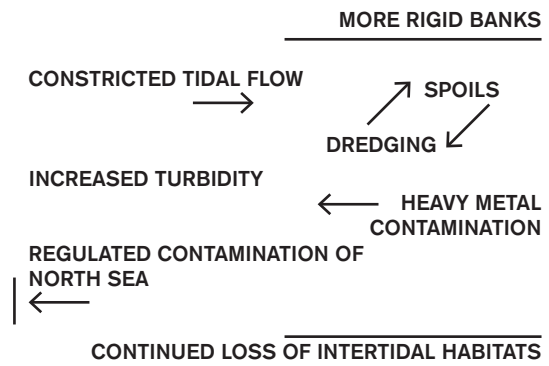 MORE RIGID BANKS
CONSTRICTED TIDAL FLOW
SPOILS
DREDGING
INCREASED TURBIDITY
HEAVY METAL
CONTAMINATION
REGULATED CONTAMINATION OF
NORTH SEA
CONTINUED LOSS OF INTERTIDAL HABITATS